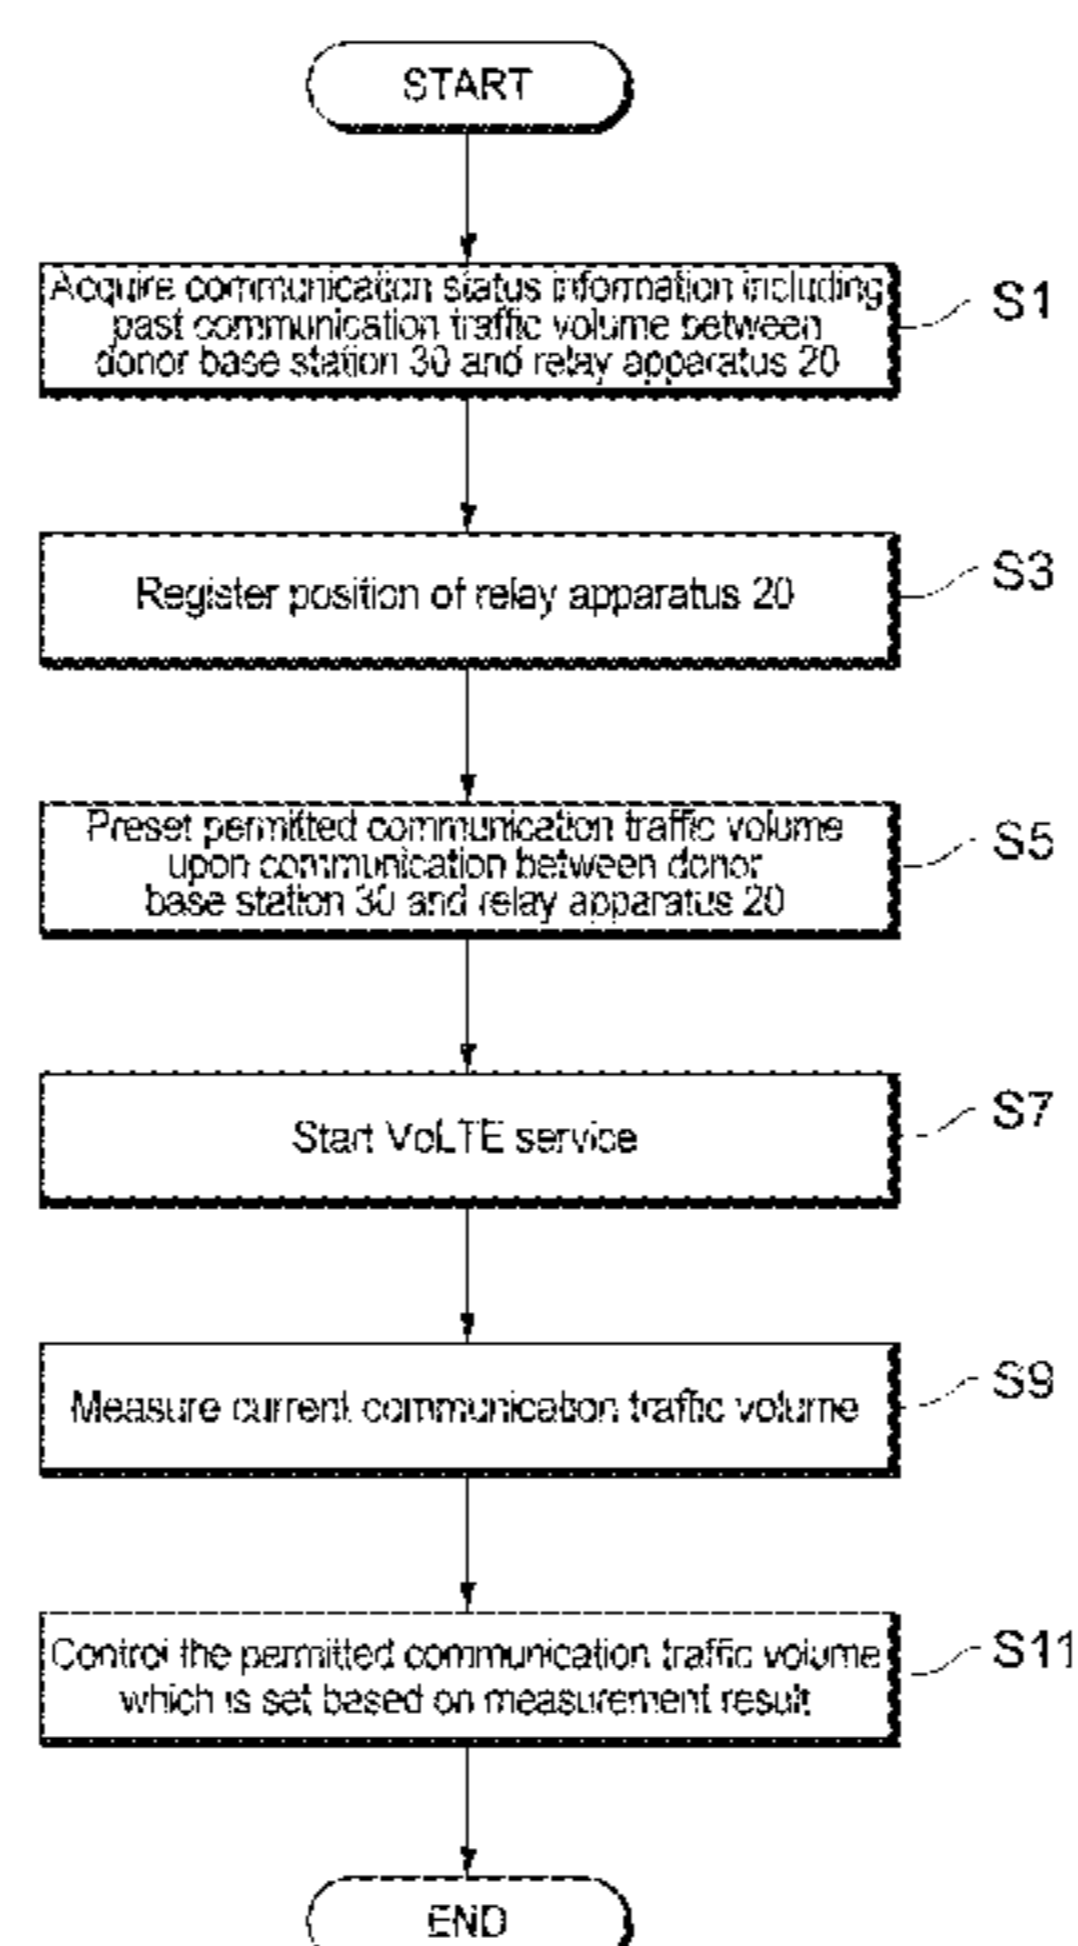 START
Acquire communication status information including
past communication traffic volume between
donor base station 30 and relay apparatus 20
S1
Register position of relay apparatus 20
S3
Preset permitted communication traffic volume
upon communication between donor
base station 30 and relay apparatus 20
S5
Start VoLTE service
S7
Measure current communication traffic volume
S9
Control the permitted communication traffic volume
which is set based on measurement result
S11
END